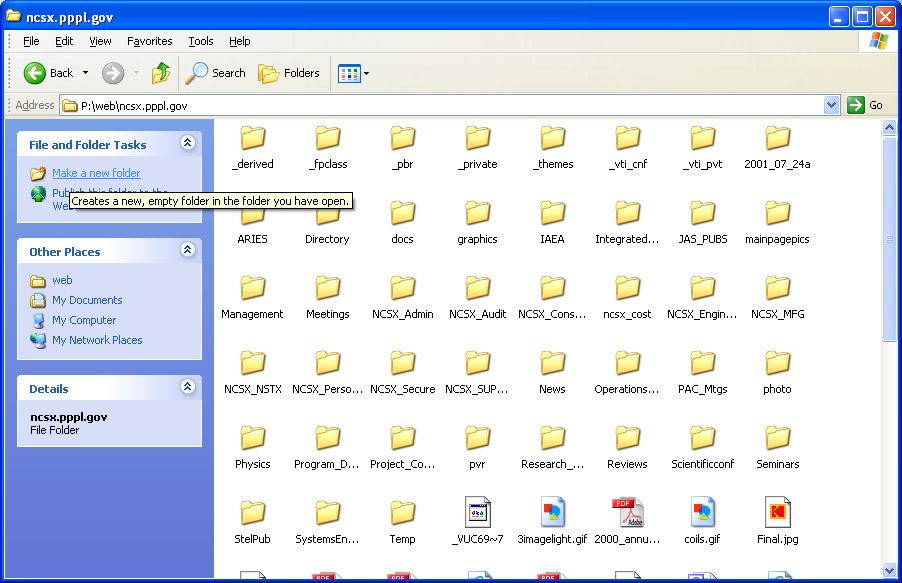 ncsx.pppl.gov
File Edit View Favorites Tools Help
Back Search Folders
Address P:\web\ncsx.pppl.gov Go
File and Folder Tasks
Make a new folder
Publish this folder to the
Web
Creates a new, empty folder in the folder you have open.
Other Places
web
My Documents
My Computer
My Network Places
Details
ncsx.pppl.gov
File Folder
_derived _fpclass _pbr _private _themes _vti_cnf _vti_pvt 2001_07_24a
ARIES Directory docs graphics IAEA Integrated... JAS_PUBS mainpagepics
Management Meetings NCSX_Admin NCSX_Audit NCSX_Cons... ncsx_cost NCSX_Engin... NCSX_MFG
NCSX_NSTX NCSX_Perso... NCSX_Secure NCSX_SUP... News Operations... PAC_Mtgs photo
Physics Program_D... Project_Co... pvr Research_... Reviews Scientificconf Seminars
StelPub SystemsEn... Temp _VUC69~7 3imagelight.gif 2000_annu... coils.gif Final.jpg
PDF Adobe
PDF PDF PDF